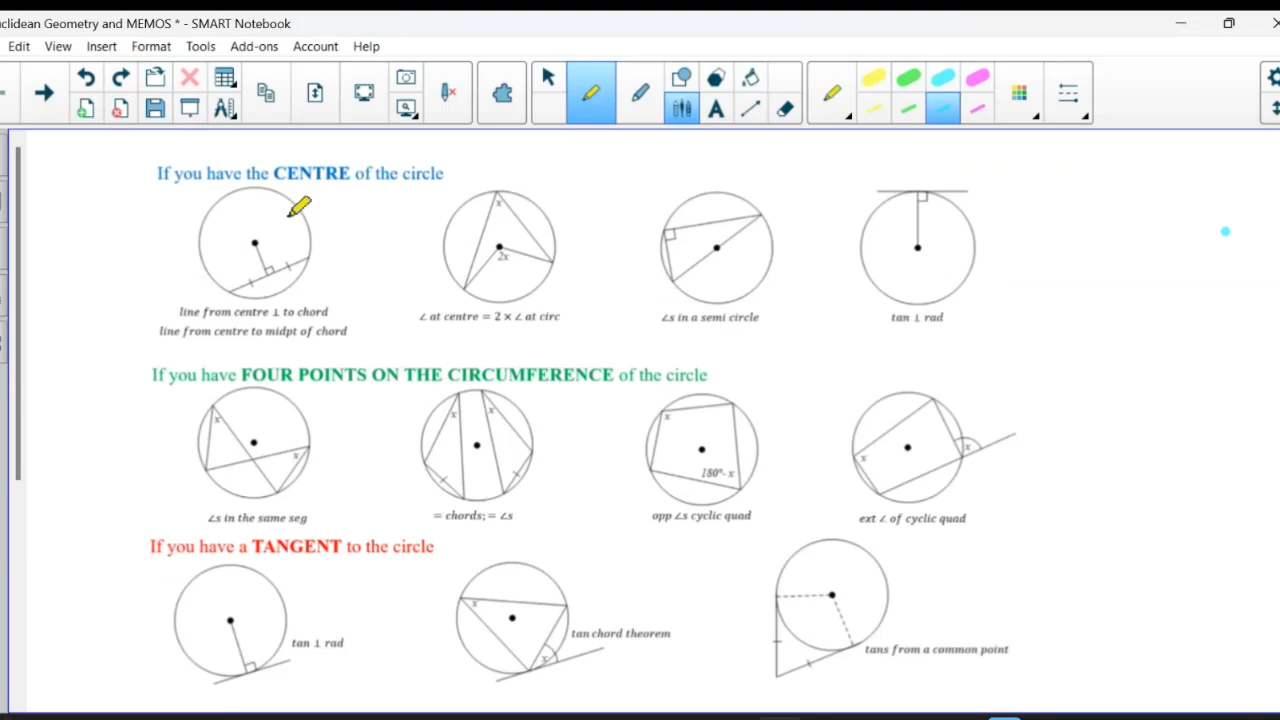 uclidean Geometry and MEMOS * - SMART Notebook
Edit View Insert Format Tools Add-ons Account Help
If you have the CENTRE of the circle
x
2x
line from centre ⊥ to chord
line from centre to midpt of chord
∠ at centre = 2 × ∠ at circ
∠s in a semi circle
tan ⊥ rad
If you have FOUR POINTS ON THE CIRCUMFERENCE of the circle
x x
x x
x 180°- x
x x
∠s in the same seg
= chords; = ∠s
opp ∠s cyclic quad
ext ∠ of cyclic quad
If you have a TANGENT to the circle
tan ⊥ rad
x
x
tan chord theorem
tans from a common point